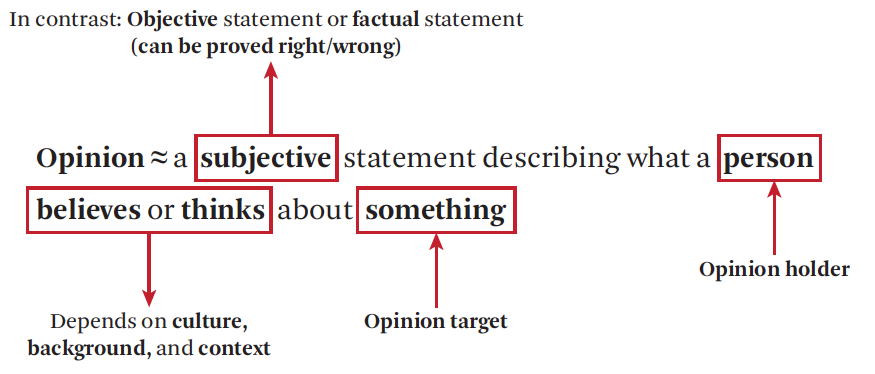 In contrast: Objective statement or factual statement
(can be proved right/wrong)
Opinion ≈ a subjective statement describing what a person
believes or thinks about something
Opinion holder
Depends on culture,
background, and context
Opinion target